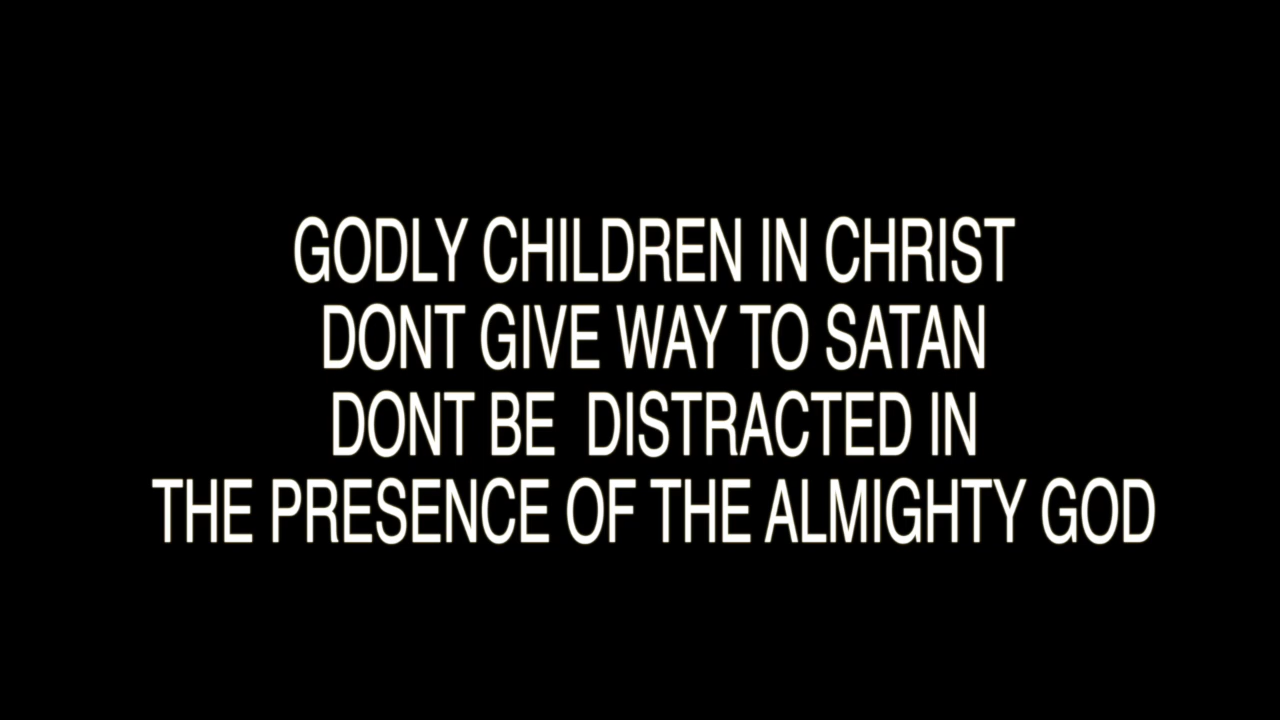 GODLY CHILDREN IN CHRIST
DONT GIVE WAY TO SATAN
DONT BE  DISTRACTED IN
THE PRESENCE OF THE ALMIGHTY GOD